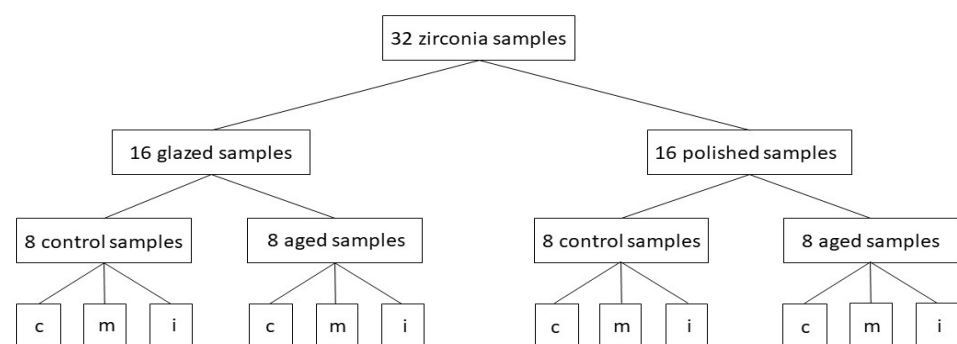 32 zirconia samples
16 glazed samples
16 polished samples
8 control samples
8 aged samples
8 control samples
8 aged samples
c
m
i
c
m
i
c
m
i
c
m
i